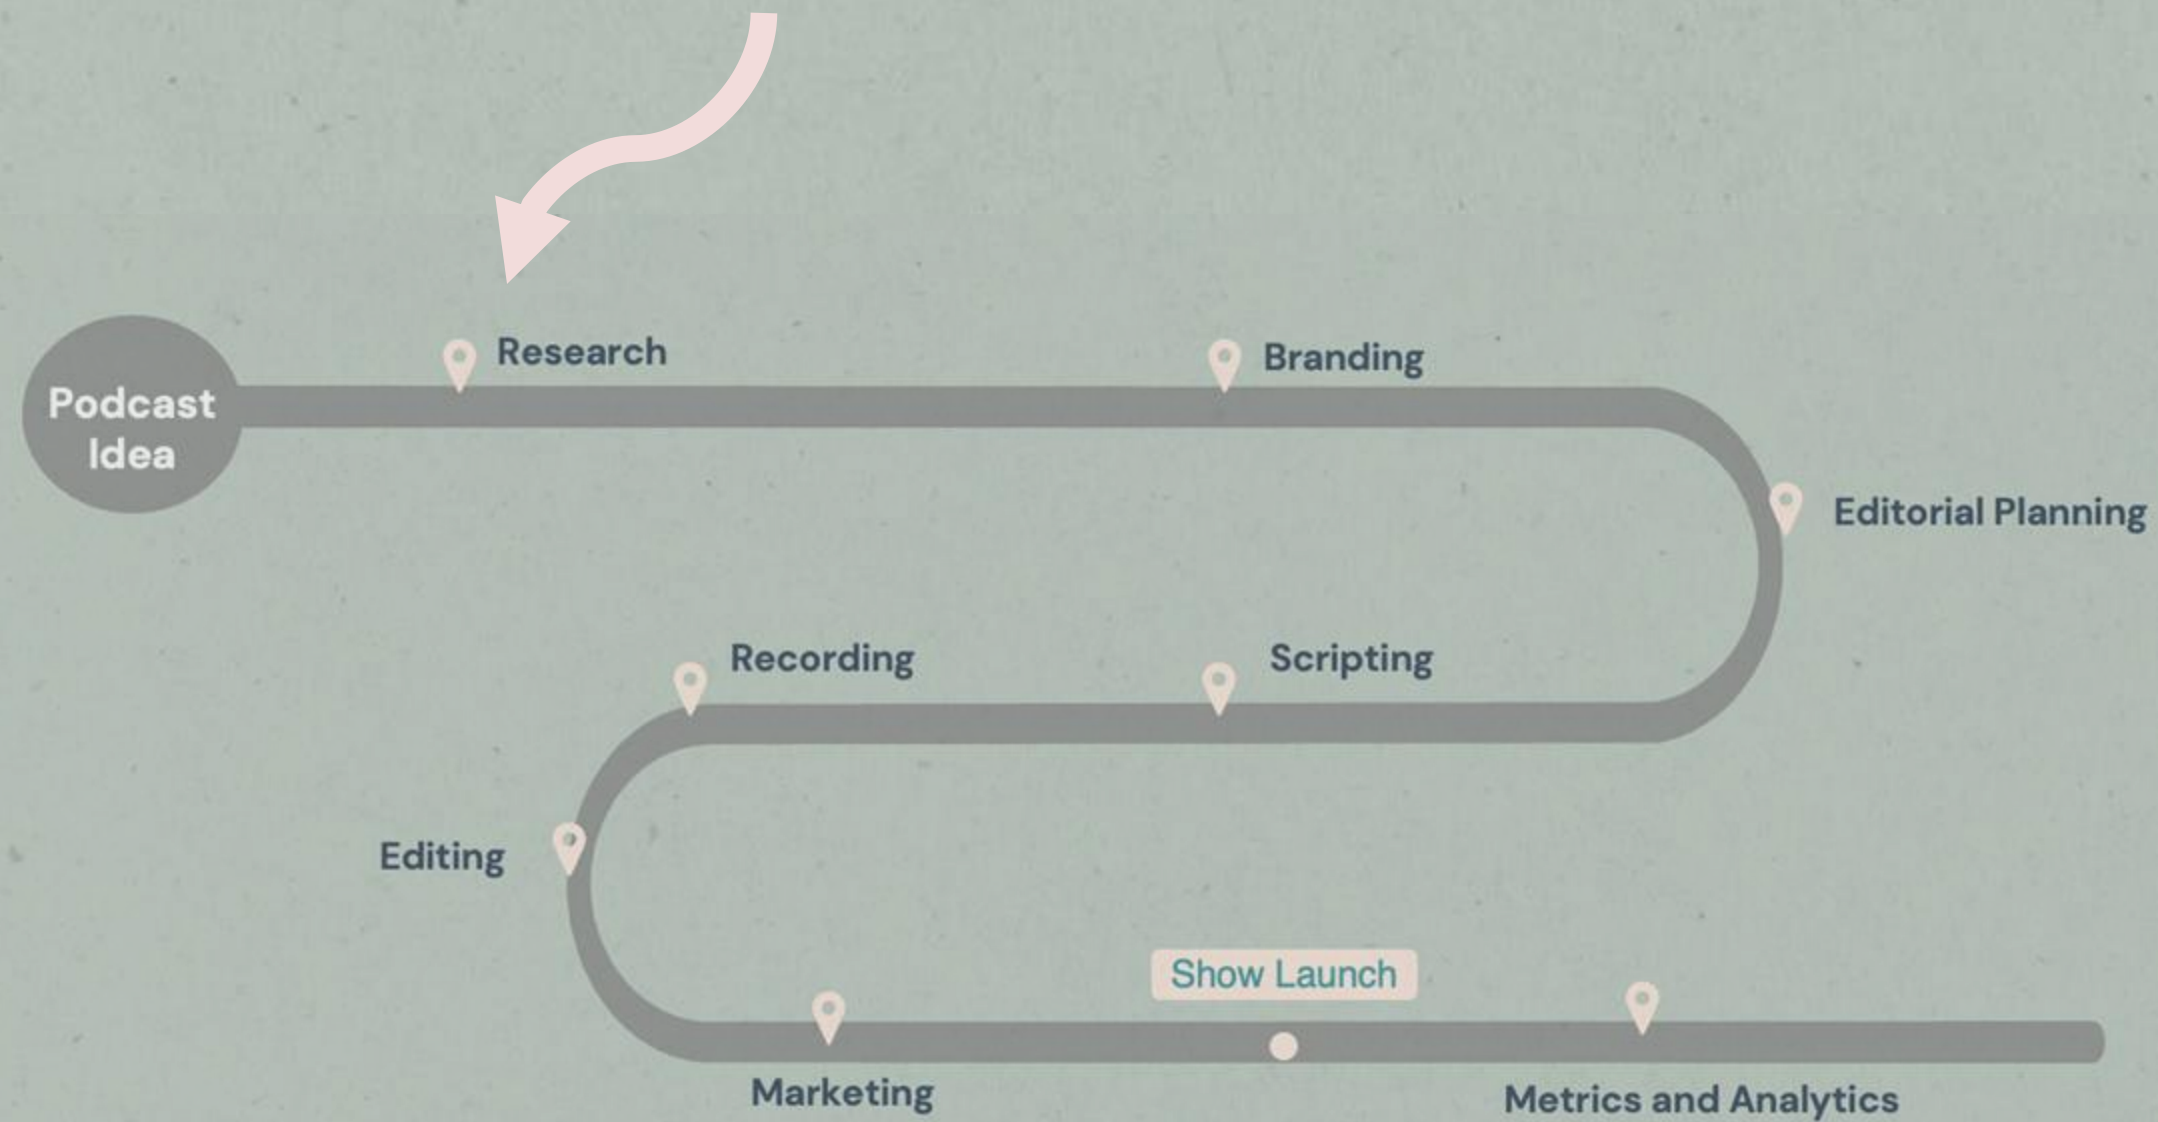 Podcast
Idea
Research
Branding
Editorial Planning
Scripting
Recording
Editing
Marketing
Show Launch
Metrics and Analytics